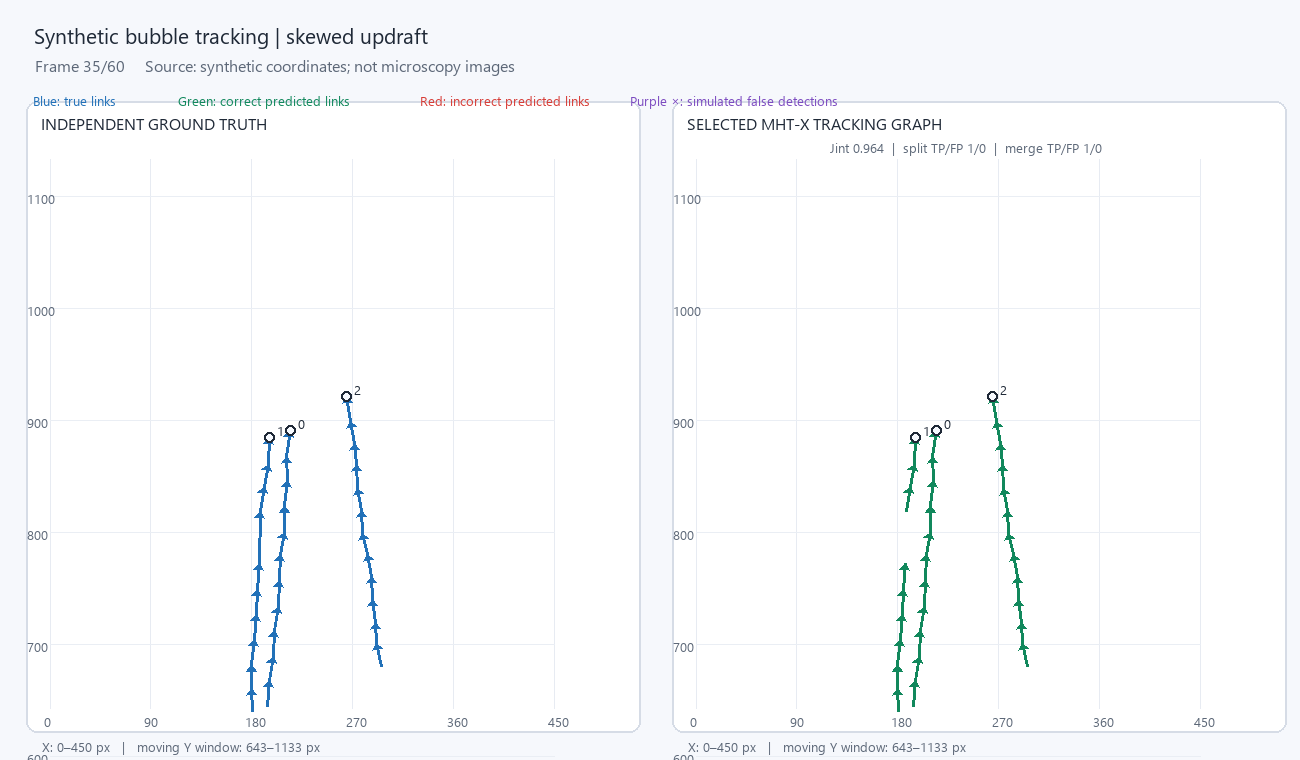 Synthetic bubble tracking | skewed updraft
Frame 35/60 Source: synthetic coordinates; not microscopy images
Blue: true links Green: correct predicted links Red: incorrect predicted links Purple ×: simulated false detections
INDEPENDENT GROUND TRUTH
1100
1000
900
800
700
2
1
0
0 90 180 270 360 450
X: 0–450 px | moving Y window: 643–1133 px
600
SELECTED MHT-X TRACKING GRAPH
Jint 0.964 | split TP/FP 1/0 | merge TP/FP 1/0
1100
1000
900
800
700
2
1
0
0 90 180 270 360 450
X: 0–450 px | moving Y window: 643–1133 px
600